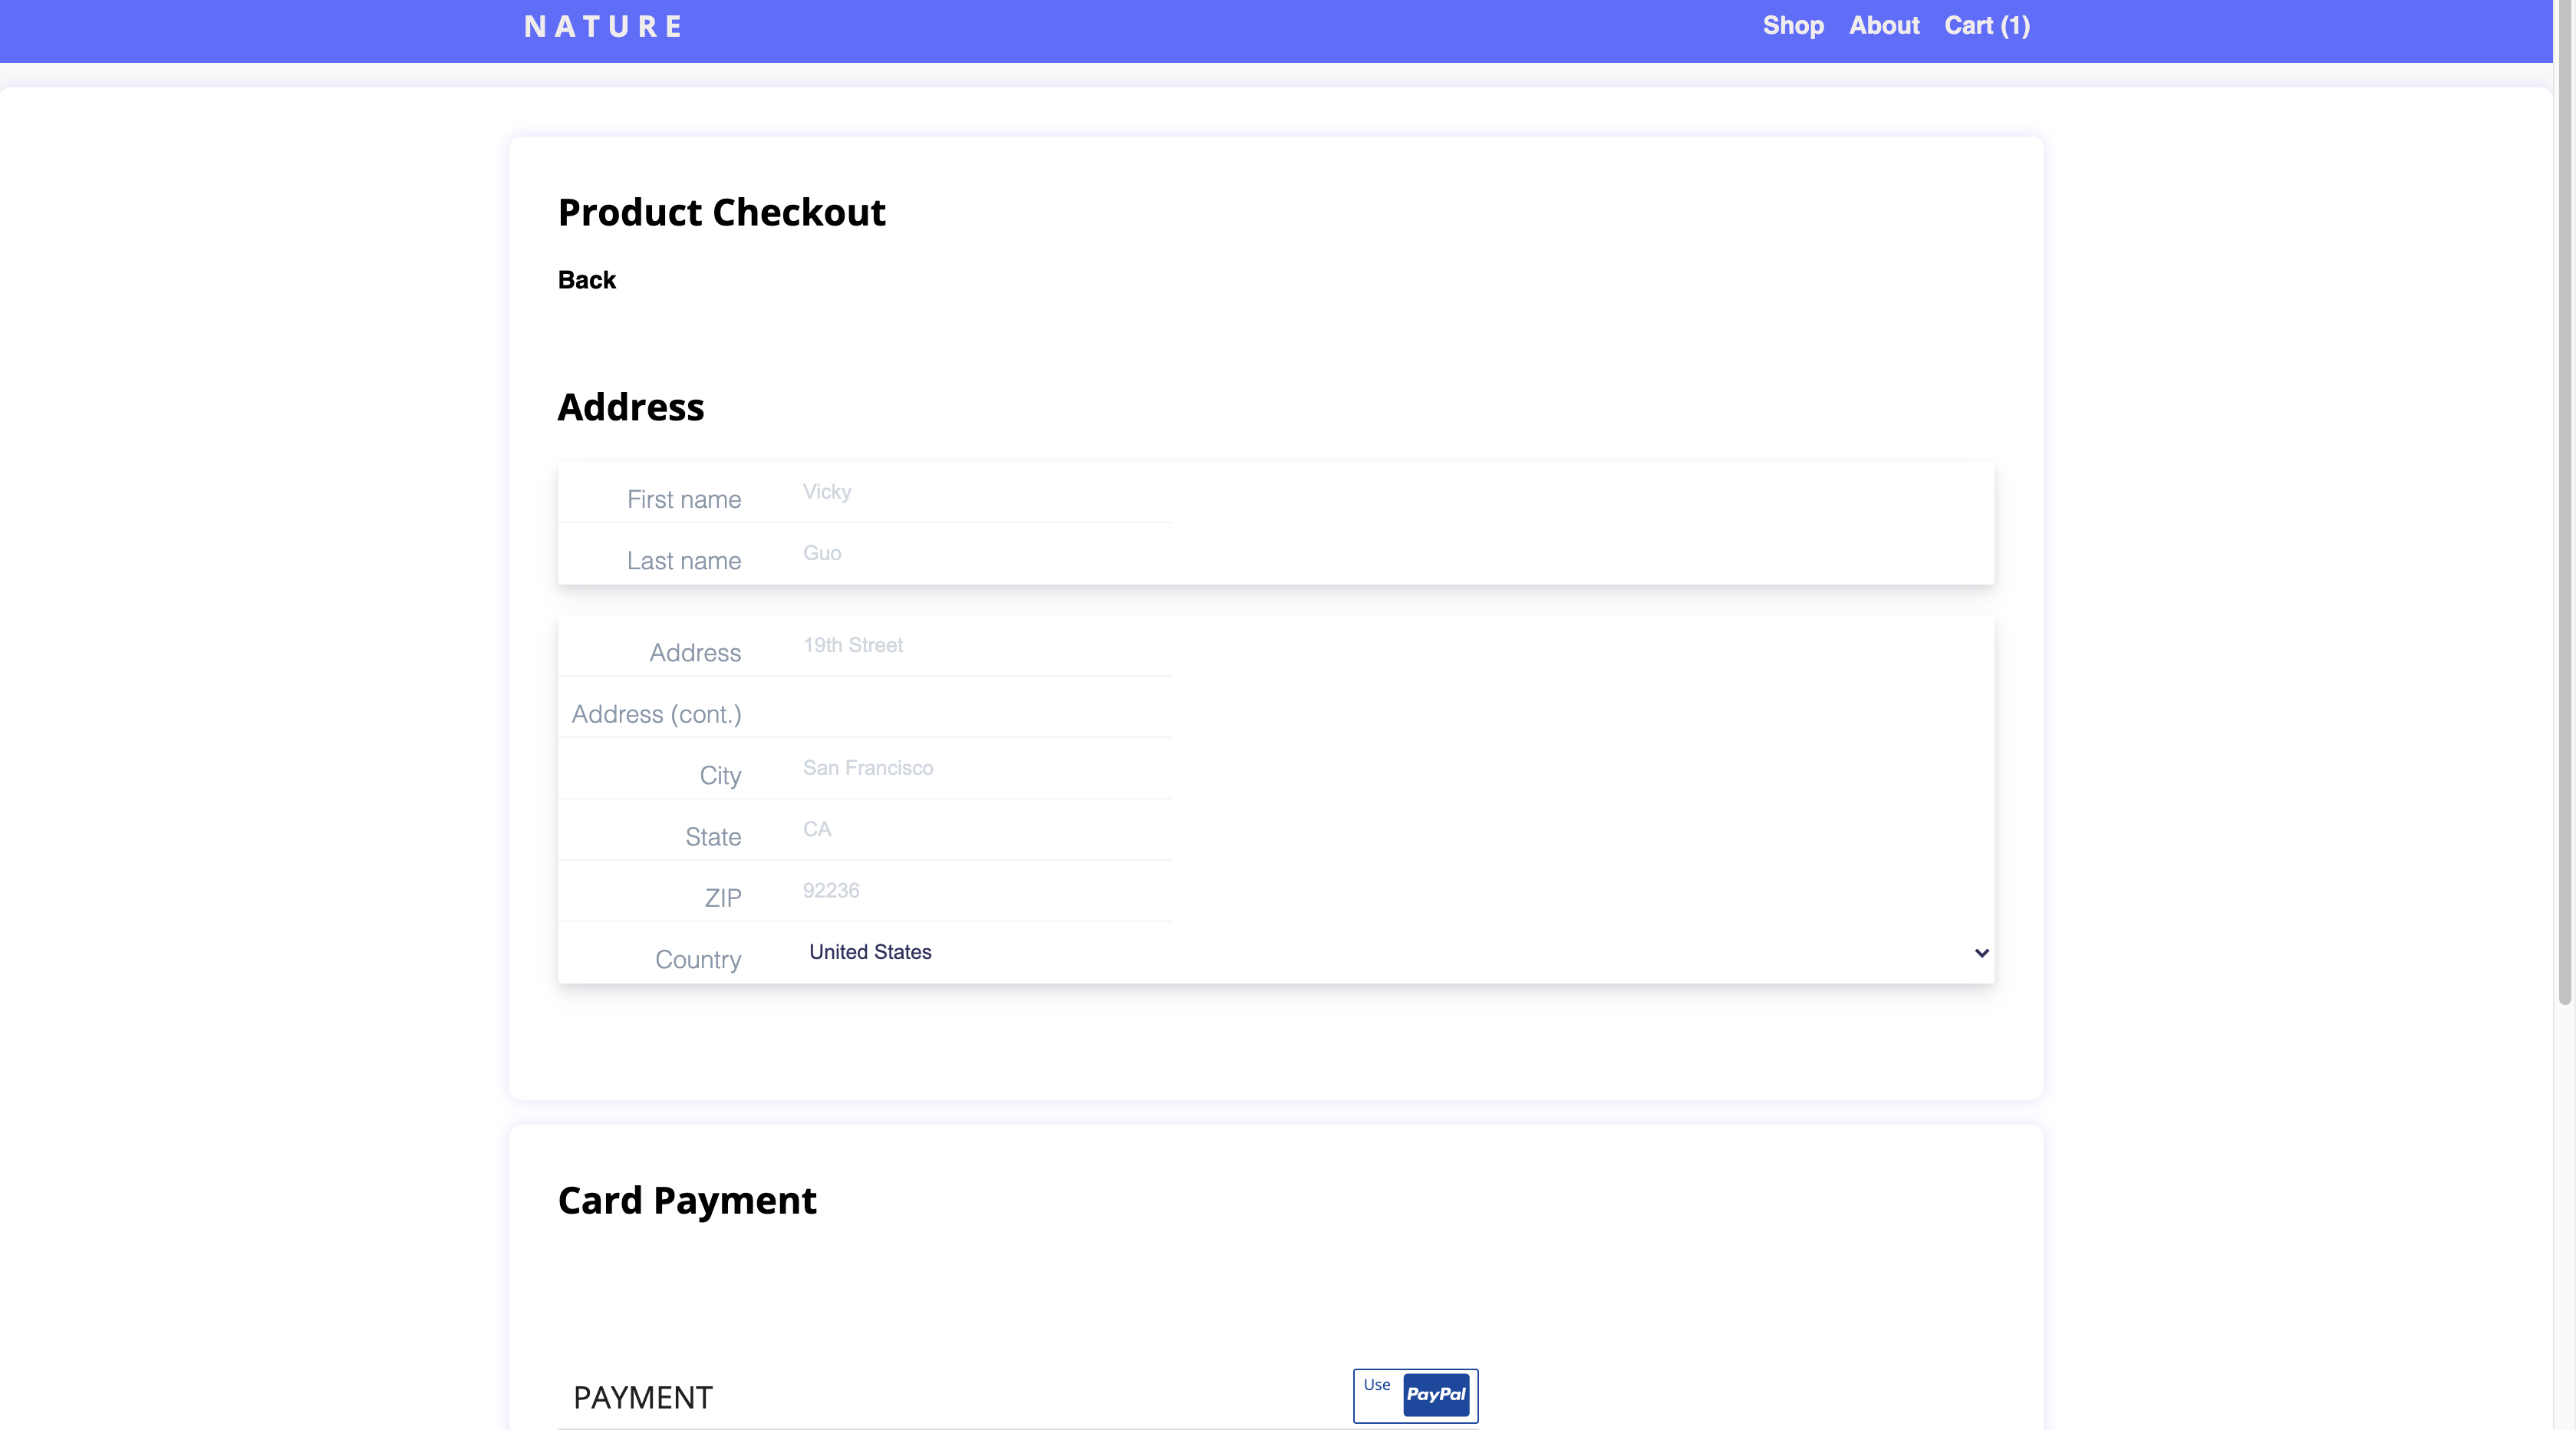 NATURE
Shop About Cart (1)
Product Checkout
Back
Address
First name Vicky
Last name Guo
Address 19th Street
Address (cont.)
City San Francisco
State CA
ZIP 92236
Country United States
Card Payment
PAYMENT
Use PayPal